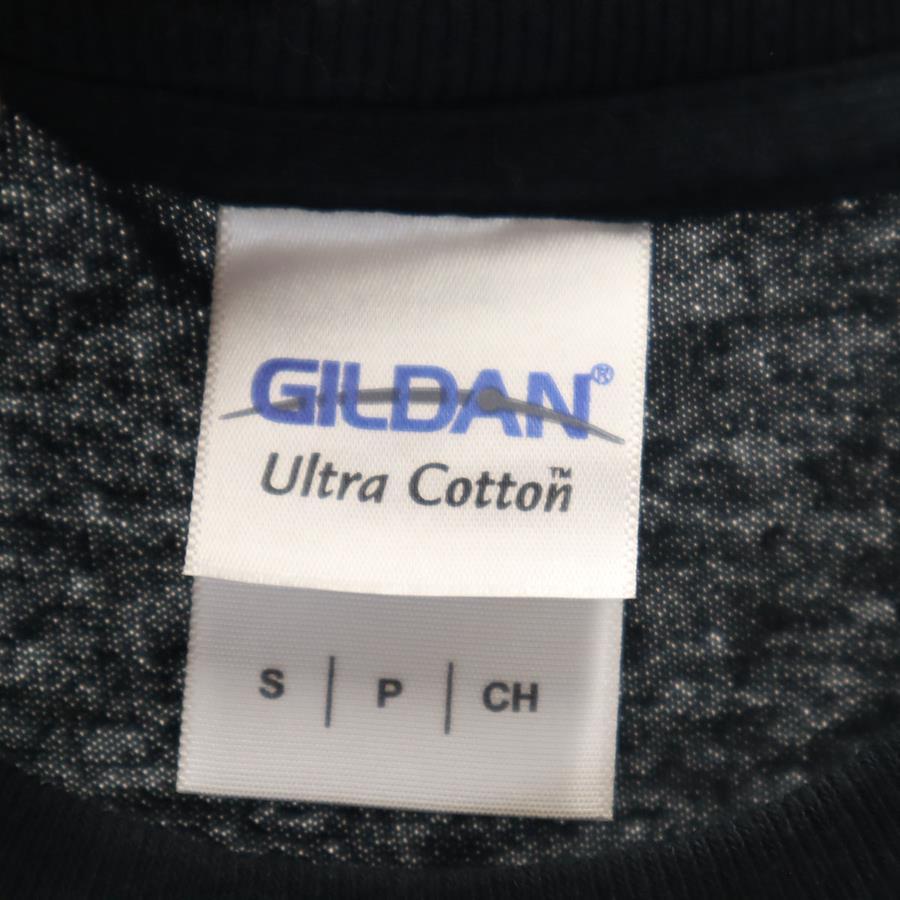 GILDAN®
Ultra Cotton™
S | P | CH